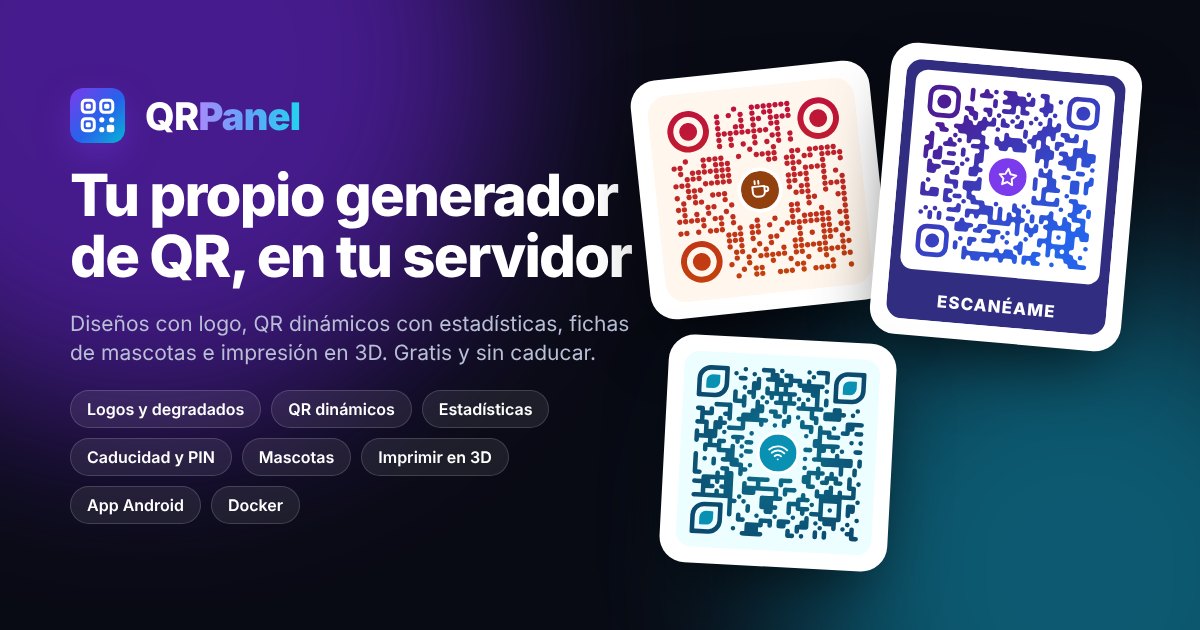 QRPanel
Tu propio generador
de QR, en tu servidor
Diseños con logo, QR dinámicos con estadísticas, fichas
de mascotas e impresión en 3D. Gratis y sin caducar.
Logos y degradados
QR dinámicos
Estadísticas
Caducidad y PIN
Mascotas
Imprimir en 3D
App Android
Docker
ESCANÉAME